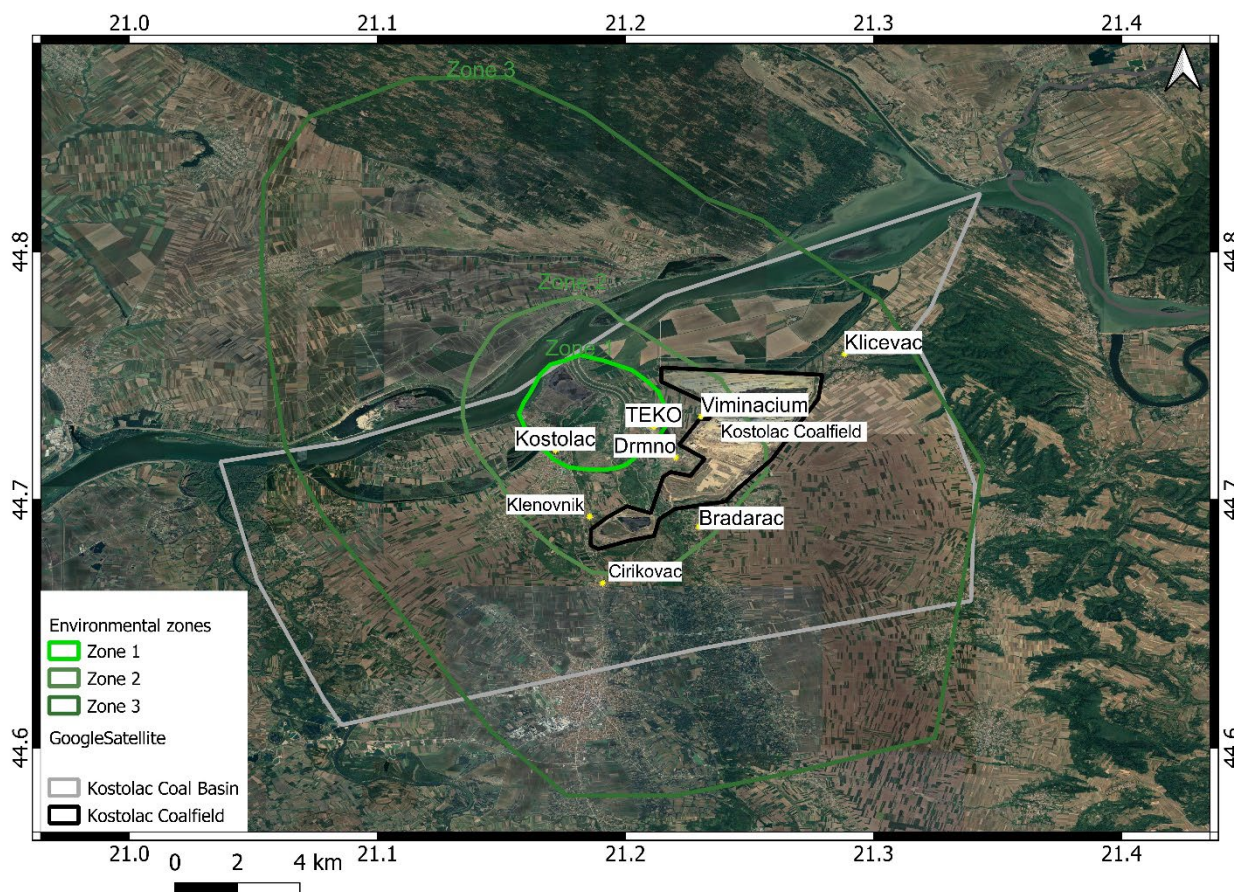 21.0 21.1 21.2 21.3 21.4
Zone 3
44.8 44.8
Zone 2
Zone 1
Klicevac
Viminacium
TEKO
Kostolac Coalfield
Kostolac
Drmno
44.7 44.7
Klenovnik
Bradarac
Cirikovac
Environmental zones
Zone 1
Zone 2
Zone 3
GoogleSatellite
Kostolac Coal Basin
Kostolac Coalfield
44.6 44.6
21.0 21.1 21.2 21.3 21.4
0 2 4 km